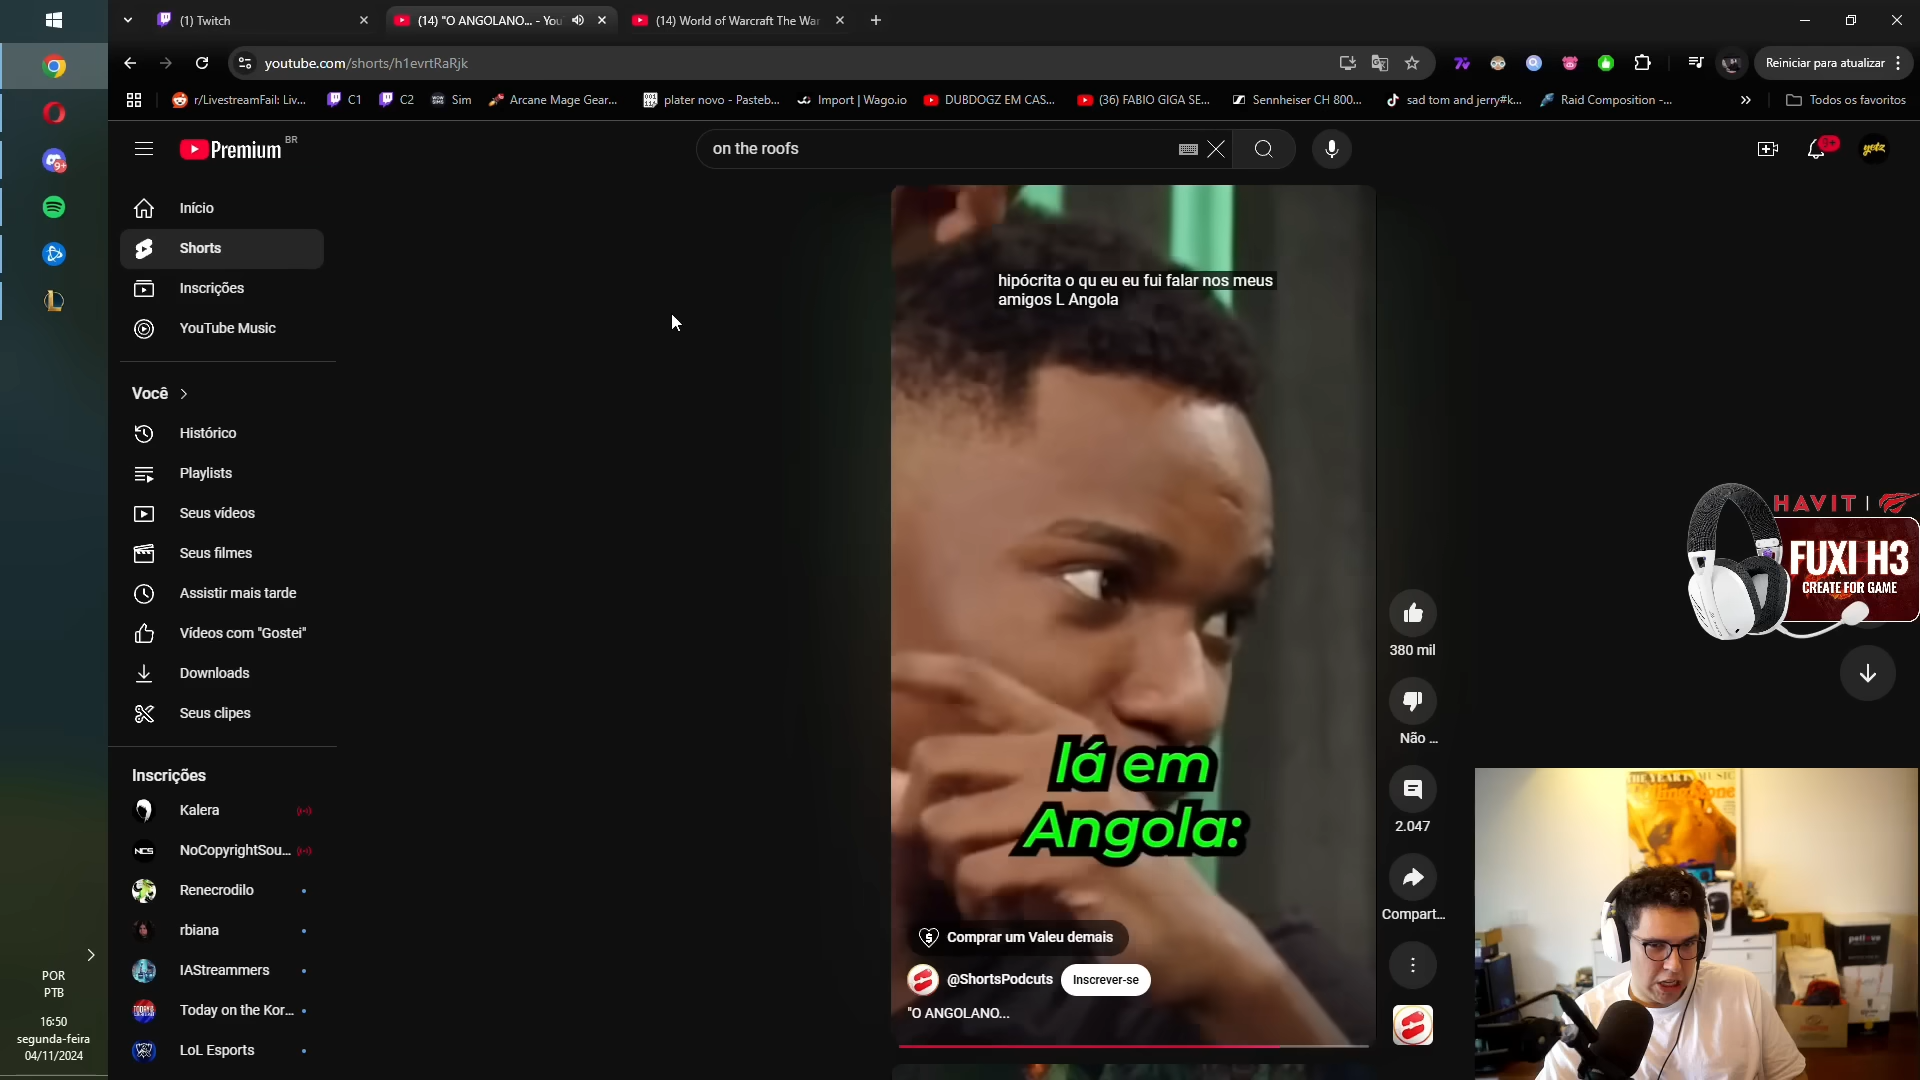 (1) Twitch
(14) "O ANGOLANO... - You
(14) World of Warcraft The War
youtube.com/shorts/h1evrtRaRjk
Reiniciar para atualizar
r/LivestreamFail: Liv...
C1
C2
Sim
Arcane Mage Gear...
plater novo - Pasteb...
Import | Wago.io
DUBDOGZ EM CAS...
(36) FABIO GIGA SE...
Sennheiser CH 800...
sad tom and jerry#k...
Raid Composition -...
Todos os favoritos
Premium
BR
on the roofs
9+
yetz
Início
Shorts
Inscrições
YouTube Music
Você
Histórico
Playlists
Seus vídeos
Seus filmes
Assistir mais tarde
Vídeos com "Gostei"
Downloads
Seus clipes
Inscrições
Kalera
NCS
NoCopyrightSou...
Renecrodilo
rbiana
IAStreammers
Today on the Kor...
LoL Esports
hipócrita o qu eu eu fui falar nos meus
amigos L Angola
lá em
Angola:
Comprar um Valeu demais
@ShortsPodcuts
Inscrever-se
"O ANGOLANO...
380 mil
Não ...
2.047
Compart...
HAVIT
FUXI H3
CREATE FOR GAME
POR
PTB
16:50
segunda-feira
04/11/2024